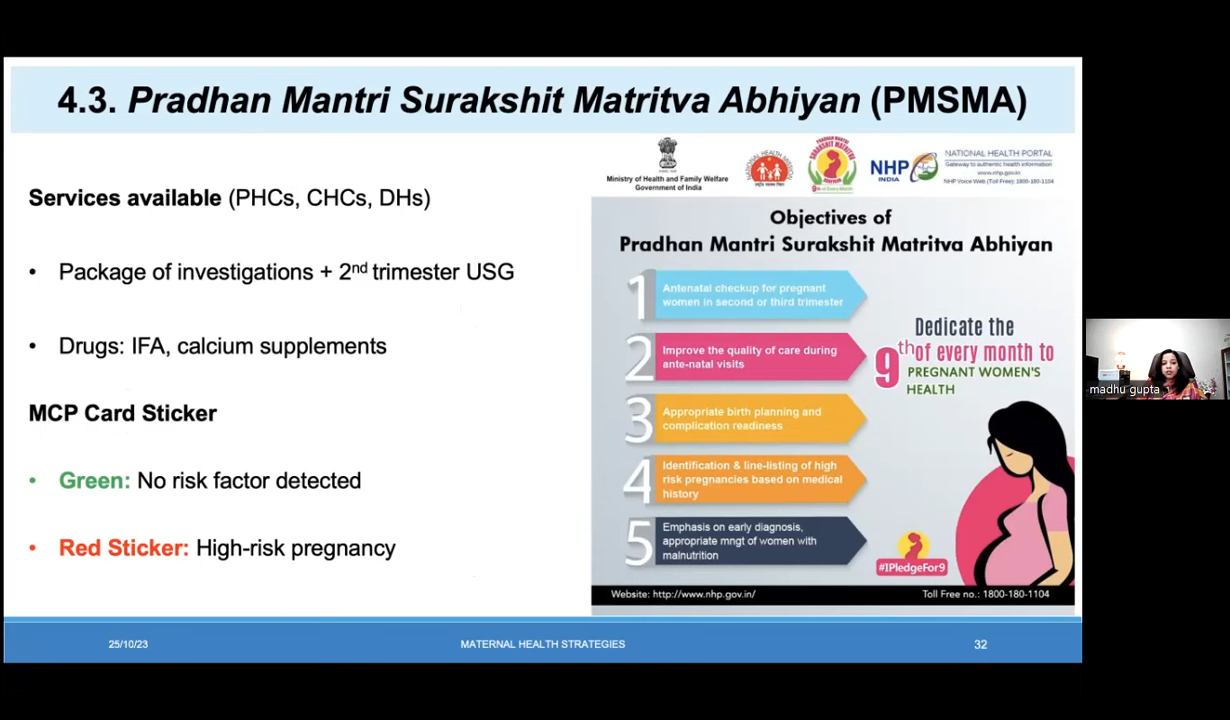 4.3. Pradhan Mantri Surakshit Matritva Abhiyan (PMSMA)
Services available (PHCs, CHCs, DHs)
• Package of investigations + 2nd trimester USG
• Drugs: IFA, calcium supplements
MCP Card Sticker
• Green: No risk factor detected
• Red Sticker: High-risk pregnancy
Ministry of Health and Family Welfare
Government of India
NHP
INDIA
NATIONAL HEALTH PORTAL
Gateway to authentic health information
www.nhp.gov.in
NHP Voice Web (Toll Free): 1800-180-1104
Objectives of
Pradhan Mantri Surakshit Matritva Abhiyan
1
Antenatal checkup for pregnant
women in second or third trimester
2
Improve the quality of care during
ante-natal visits
3
Appropriate birth planning and
complication readiness
4
Identification & line-listing of high
risk pregnancies based on medical
history
5
Emphasis on early diagnosis,
appropriate mngt of women with
malnutrition
Dedicate the
9th of every month to
PREGNANT WOMEN'S
HEALTH
#IPledgeFor9
Website: http://www.nhp.gov.in/
Toll Free no.: 1800-180-1104
25/10/23
MATERNAL HEALTH STRATEGIES
32
madhu gupta